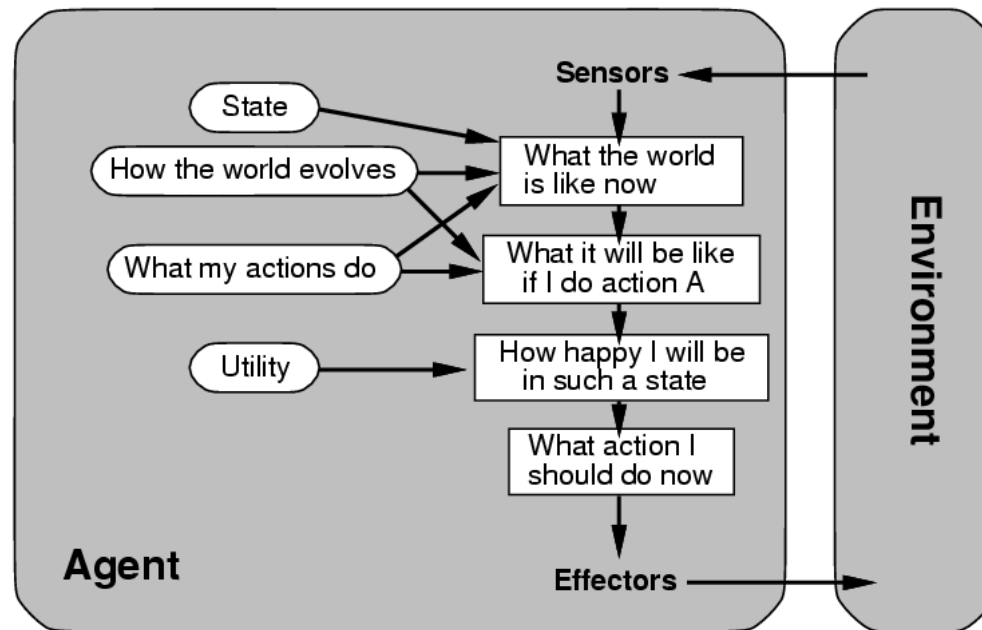 Sensors
State
What the world
is like now
How the world evolves
What it will be like
if I do action A
What my actions do
How happy I will be
in such a state
Utility
What action I
should do now
Agent
Effectors
Environment